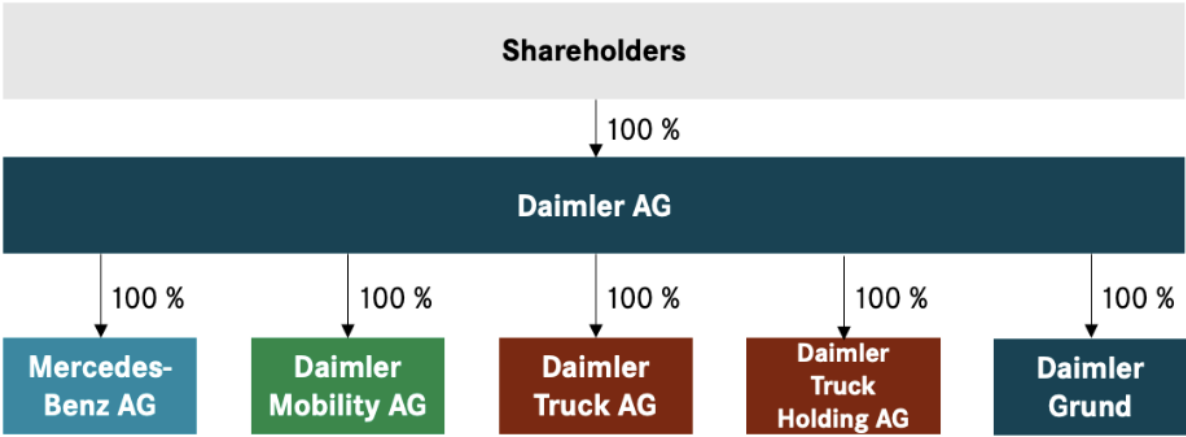 Shareholders
100 %
Daimler AG
100 %
100 %
100 %
100 %
100 %
Mercedes-
Benz AG
Daimler
Mobility AG
Daimler
Truck AG
Daimler
Truck
Holding AG
Daimler
Grund